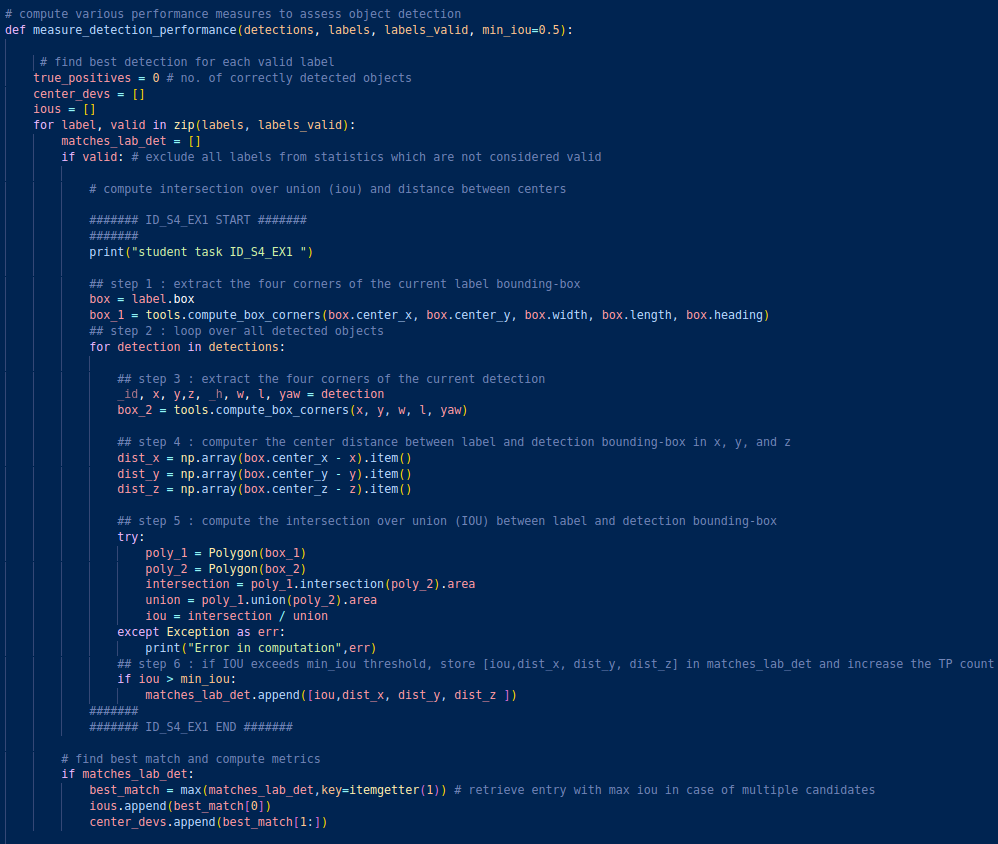 # compute various performance measures to assess object detection
def measure_detection_performance(detections, labels, labels_valid, min_iou=0.5):
# find best detection for each valid label
true_positives = 0 # no. of correctly detected objects
center_devs = []
ious = []
for label, valid in zip(labels, labels_valid):
matches_lab_det = []
if valid: # exclude all labels from statistics which are not considered valid
# compute intersection over union (iou) and distance between centers
####### ID_S4_EX1 START #######
#######
print("student task ID_S4_EX1 ")
## step 1 : extract the four corners of the current label bounding-box
box = label.box
box_1 = tools.compute_box_corners(box.center_x, box.center_y, box.width, box.length, box.heading)
## step 2 : loop over all detected objects
for detection in detections:
## step 3 : extract the four corners of the current detection
_id, x, y,z, _h, w, l, yaw = detection
box_2 = tools.compute_box_corners(x, y, w, l, yaw)
## step 4 : computer the center distance between label and detection bounding-box in x, y, and z
dist_x = np.array(box.center_x - x).item()
dist_y = np.array(box.center_y - y).item()
dist_z = np.array(box.center_z - z).item()
## step 5 : compute the intersection over union (IOU) between label and detection bounding-box
try:
poly_1 = Polygon(box_1)
poly_2 = Polygon(box_2)
intersection = poly_1.intersection(poly_2).area
union = poly_1.union(poly_2).area
iou = intersection / union
except Exception as err:
print("Error in computation",err)
## step 6 : if IOU exceeds min_iou threshold, store [iou,dist_x, dist_y, dist_z] in matches_lab_det and increase the TP count
if iou > min_iou:
matches_lab_det.append([iou,dist_x, dist_y, dist_z ])
#######
####### ID_S4_EX1 END #######
# find best match and compute metrics
if matches_lab_det:
best_match = max(matches_lab_det,key=itemgetter(1)) # retrieve entry with max iou in case of multiple candidates
ious.append(best_match[0])
center_devs.append(best_match[1:])